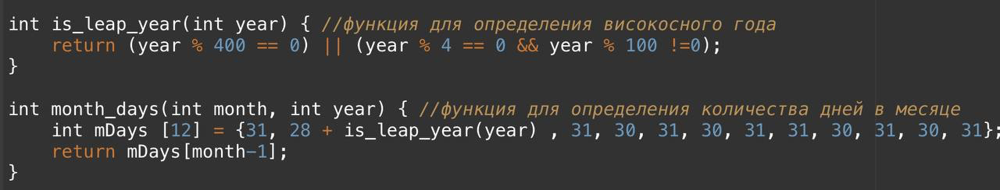 int is_leap_year(int year) { //функция для определения високосного года
    return (year % 400 == 0) || (year % 4 == 0 && year % 100 !=0);
}

int month_days(int month, int year) { //функция для определения количества дней в месяце
    int mDays [12] = {31, 28 + is_leap_year(year) , 31, 30, 31, 30, 31, 31, 30, 31, 30, 31};
    return mDays[month-1];
}